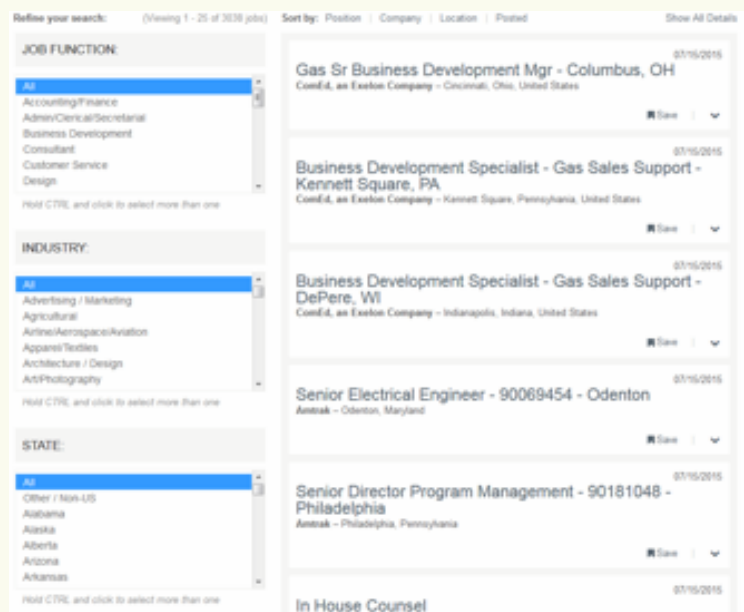 Refine your search: (Viewing 1 - 25 of 3038 jobs)
Sort by: Position | Company | Location | Posted
Show All Details
JOB FUNCTION:
All
Accounting/Finance
Admin/Clerical/Secretarial
Business Development
Consultant
Customer Service
Design
Hold CTRL and click to select more than one
INDUSTRY:
All
Advertising / Marketing
Agricultural
Airline/Aerospace/Aviation
Apparel/Textiles
Architecture / Design
Art/Photography
Hold CTRL and click to select more than one
STATE:
All
Other / Non-US
Alabama
Alaska
Alberta
Arizona
Arkansas
Hold CTRL and click to select more than one
07/15/2015
Gas Sr Business Development Mgr - Columbus, OH
ComEd, an Exelon Company – Cincinnati, Ohio, United States
Save |
07/15/2015
Business Development Specialist - Gas Sales Support -
Kennett Square, PA
ComEd, an Exelon Company – Kennett Square, Pennsylvania, United States
Save |
07/15/2015
Business Development Specialist - Gas Sales Support -
DePere, WI
ComEd, an Exelon Company – Indianapolis, Indiana, United States
Save |
07/15/2015
Senior Electrical Engineer - 90069454 - Odenton
Amtrak – Odenton, Maryland
Save |
07/15/2015
Senior Director Program Management - 90181048 -
Philadelphia
Amtrak – Philadelphia, Pennsylvania
Save |
07/15/2015
In House Counsel